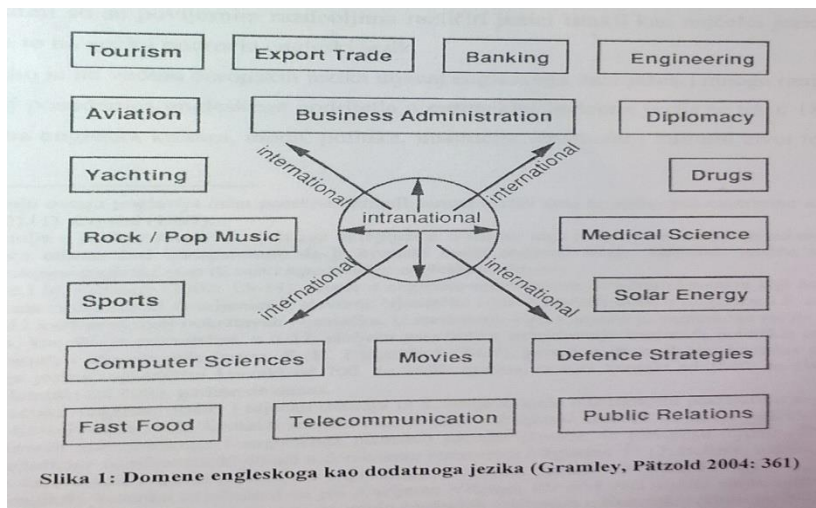 Tourism
Export Trade
Banking
Engineering
Aviation
Business Administration
Diplomacy
international
international
Yachting
Drugs
intranational
Rock / Pop Music
Medical Science
international
international
Sports
Solar Energy
Computer Sciences
Movies
Defence Strategies
Fast Food
Telecommunication
Public Relations
Slika 1: Domene engleskoga kao dodatnoga jezika (Gramley, Pätzold 2004: 361)